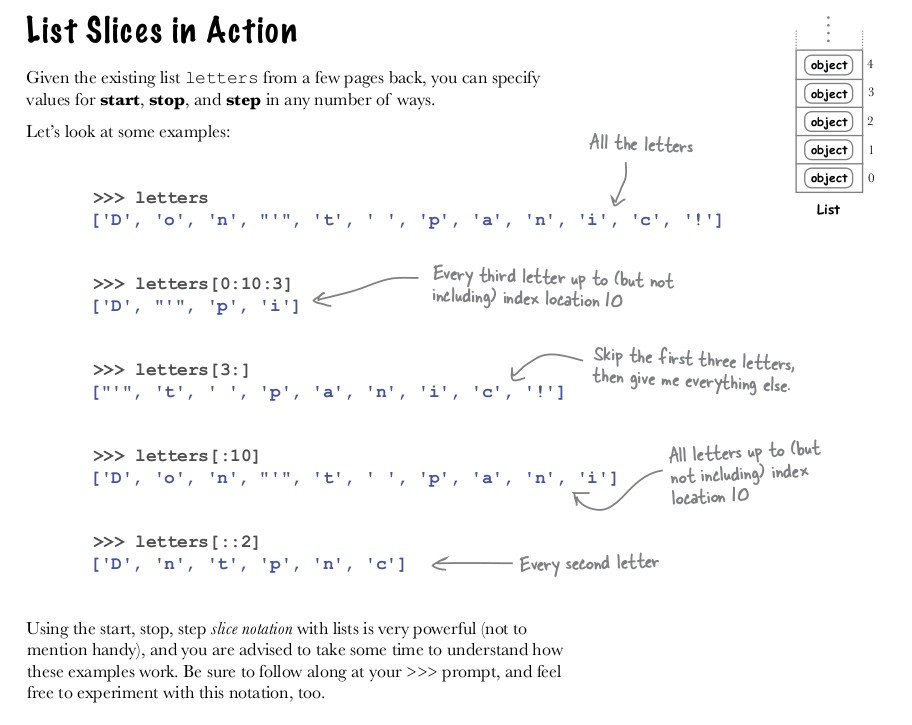 List Slices in Action
Given the existing list letters from a few pages back, you can specify
values for start, stop, and step in any number of ways.
Let’s look at some examples:
object 4
object 3
object 2
object 1
object 0
List
All the letters
>>> letters
['D', 'o', 'n', "'", 't', ' ', 'p', 'a', 'n', 'i', 'c', '!']
>>> letters[0:10:3]
['D', "'", 'p', 'i']
Every third letter up to (but not
including) index location 10
>>> letters[3:]
["'", 't', ' ', 'p', 'a', 'n', 'i', 'c', '!']
Skip the first three letters,
then give me everything else.
>>> letters[:10]
['D', 'o', 'n', "'", 't', ' ', 'p', 'a', 'n', 'i']
All letters up to (but
not including) index
location 10
>>> letters[::2]
['D', 'n', 't', 'p', 'n', 'c']
Every second letter
Using the start, stop, step slice notation with lists is very powerful (not to
mention handy), and you are advised to take some time to understand how
these examples work. Be sure to follow along at your >>> prompt, and feel
free to experiment with this notation, too.